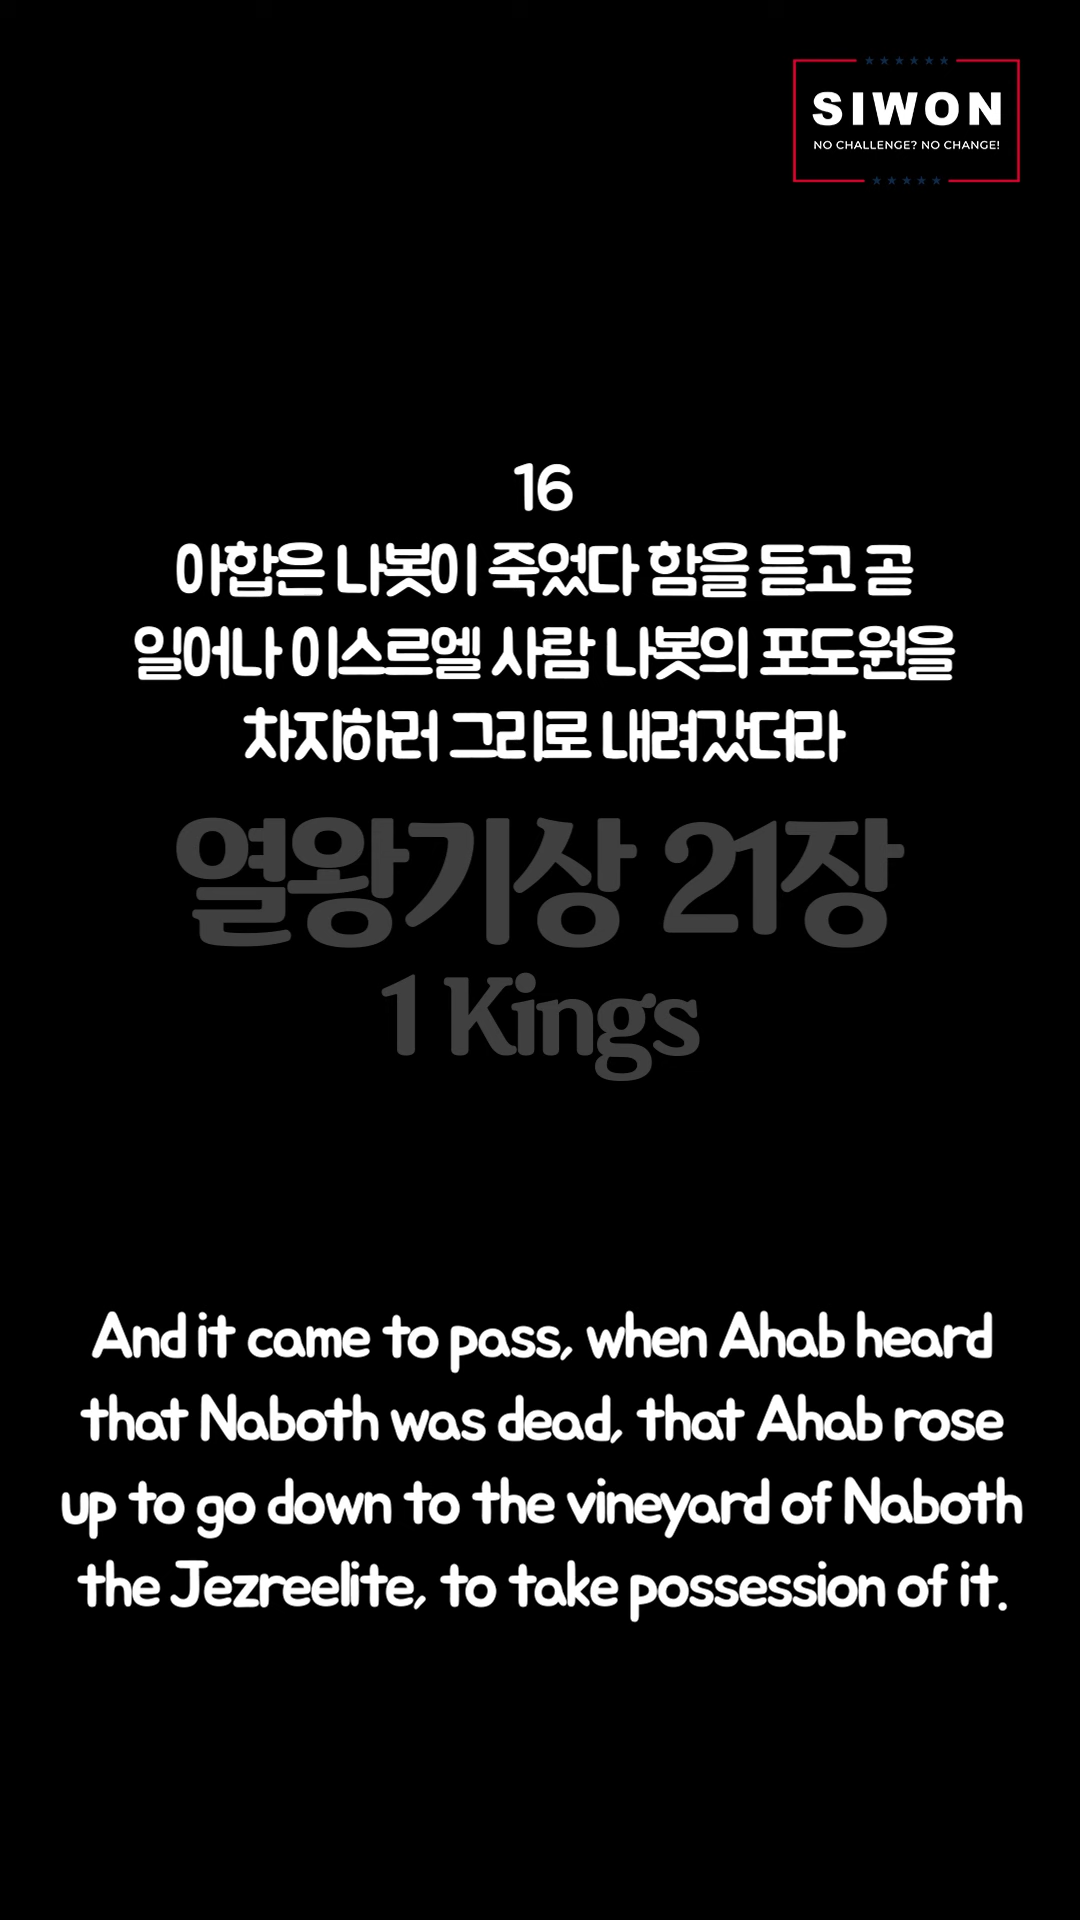 SIWON
NO CHALLENGE? NO CHANGE!
16
아합은 나봇이 죽었다 함을 듣고 곧
일어나 이스르엘 사람 나봇의 포도원을
차지하러 그리로 내려갔더라
열왕기상 21장
1 Kings
And it came to pass, when Ahab heard
that Naboth was dead, that Ahab rose
up to go down to the vineyard of Naboth
the Jezreelite, to take possession of it.